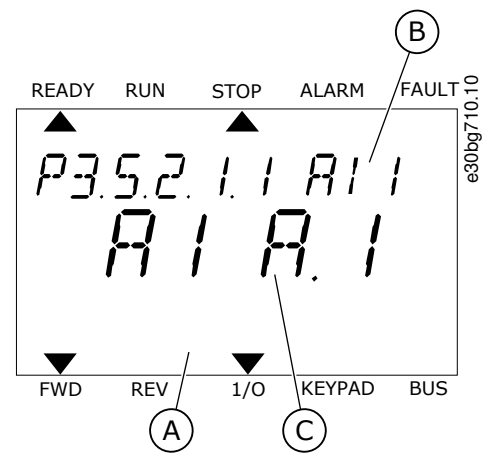 B
READY RUN STOP ALARM FAULT
e30bg710.10
P3.5.2.1.1 AI1
AI A.1
FWD REV 1/O KEYPAD BUS
A C